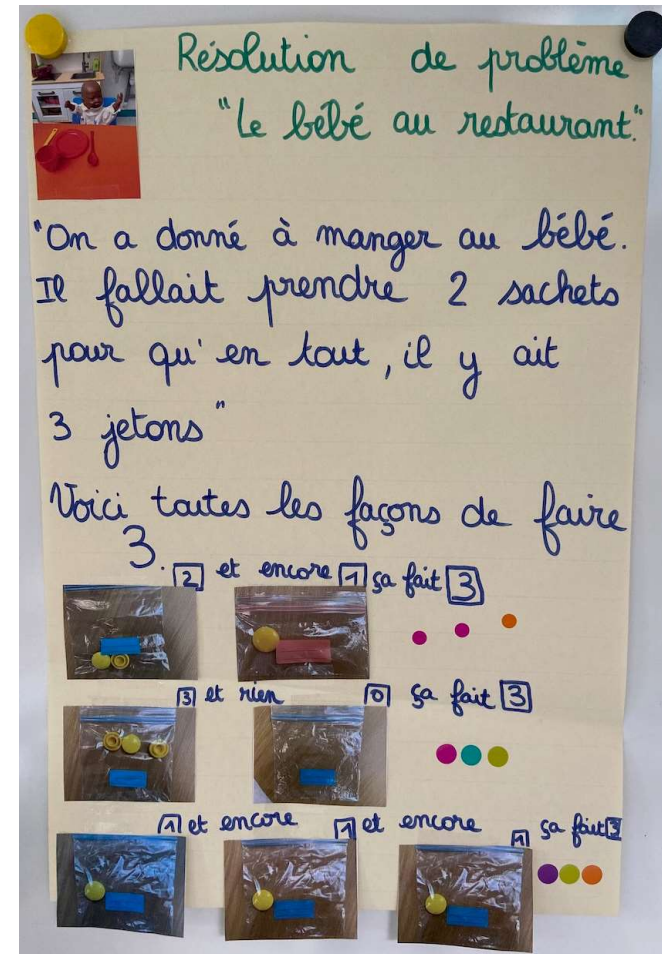 Résolution de problème
"Le bébé au restaurant."
"On a donné à manger au bébé.
Il fallait prendre 2 sachets
pour qu'en tout, il y ait
3 jetons"
Voici toutes les façons de faire
3.
2 et encore 1 ça fait 3
3 et rien 0 ça fait 3
1 et encore 1 et encore 1 ça fait 3